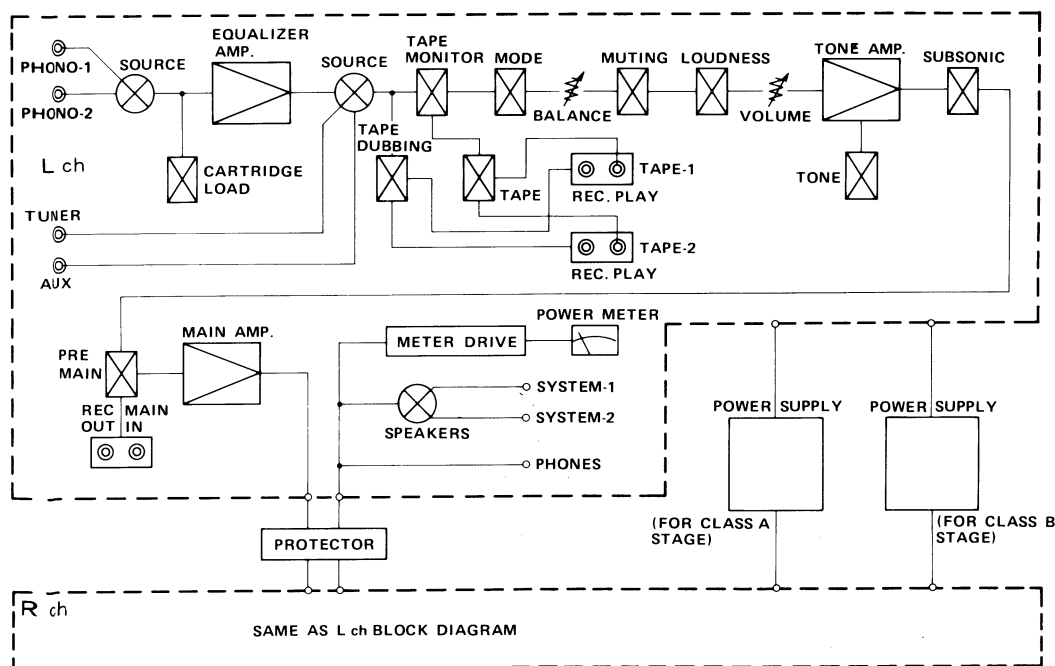 EQUALIZER
AMP.
PHONO-1
SOURCE
SOURCE
TAPE
MONITOR
MODE
MUTING
LOUDNESS
TONE AMP.
SUBSONIC
PHONO-2
BALANCE
VOLUME
TAPE
DUBBING
L ch
CARTRIDGE
LOAD
TAPE
TAPE-1
REC. PLAY
TONE
TUNER
TAPE-2
REC. PLAY
AUX
POWER METER
MAIN AMP.
METER DRIVE
PRE
MAIN
SYSTEM-1
REC MAIN
OUT IN
SYSTEM-2
SPEAKERS
POWER SUPPLY
POWER SUPPLY
PHONES
(FOR CLASS A
STAGE)
(FOR CLASS B
STAGE)
PROTECTOR
R ch
SAME AS L ch BLOCK DIAGRAM